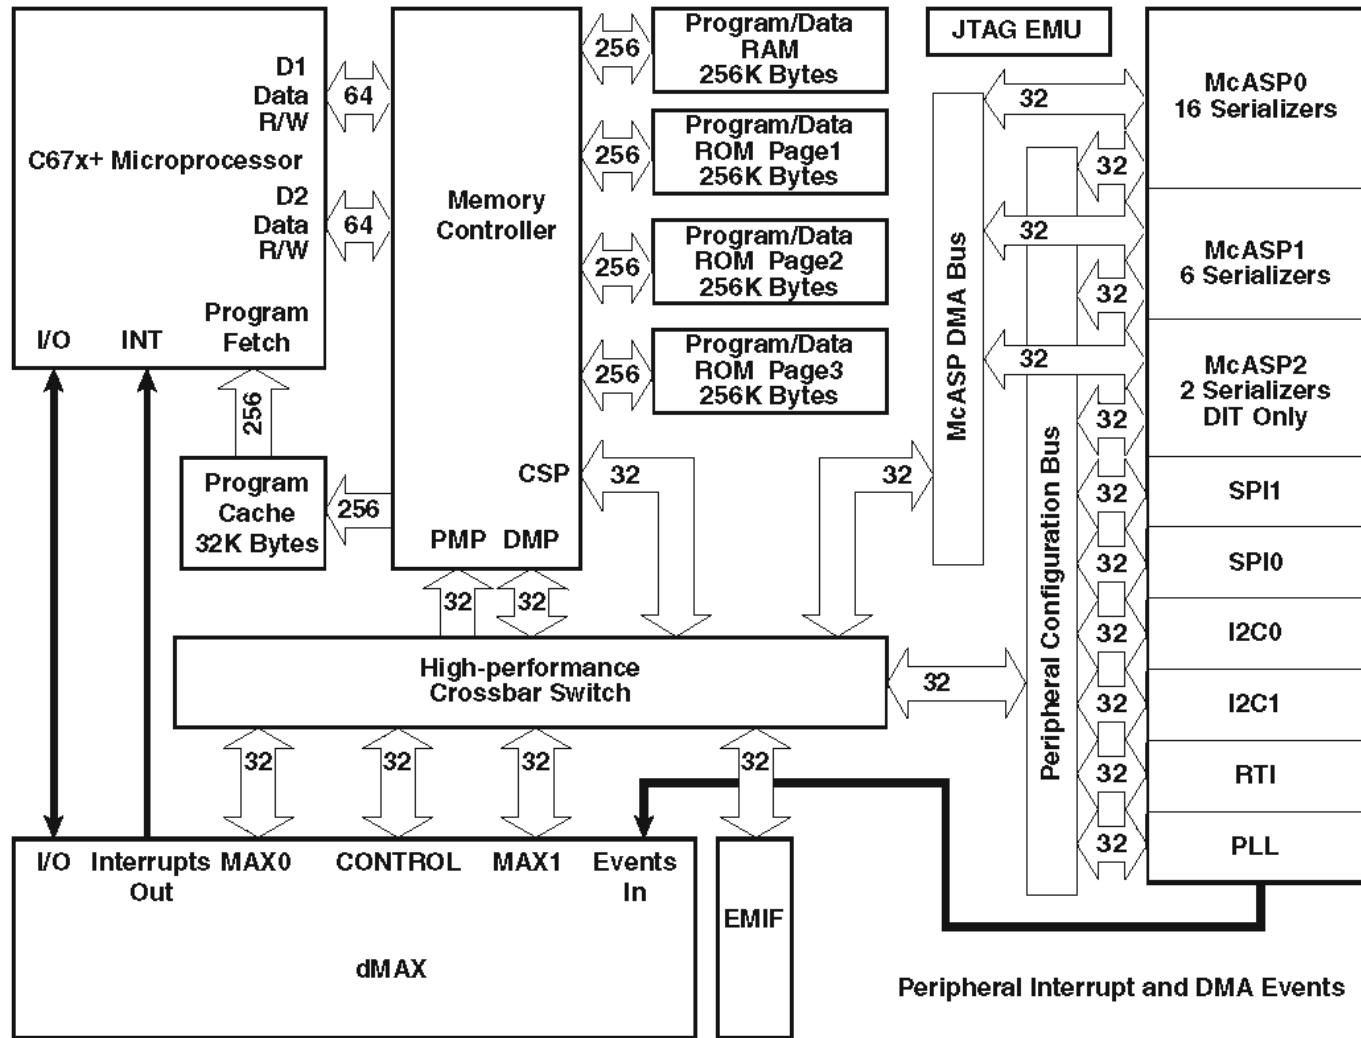 D1
Data
R/W
C67x+ Microprocessor
D2
Data
R/W
Program
Fetch
I/O
INT
64
64
256
Program
Cache
32K Bytes
256
Memory
Controller
CSP
PMP
DMP
256
256
256
256
Program/Data
RAM
256K Bytes
Program/Data
ROM Page1
256K Bytes
Program/Data
ROM Page2
256K Bytes
Program/Data
ROM Page3
256K Bytes
JTAG EMU
McASP DMA Bus
Peripheral Configuration Bus
32
32
32
32
32
32
32
32
32
32
32
32
32
McASP0
16 Serializers
McASP1
6 Serializers
McASP2
2 Serializers
DIT Only
SPI1
SPI0
I2C0
I2C1
RTI
PLL
32
32
32
32
High-performance
Crossbar Switch
32
32
32
32
32
I/O
Interrupts
Out
MAX0
CONTROL
MAX1
Events
In
dMAX
EMIF
Peripheral Interrupt and DMA Events